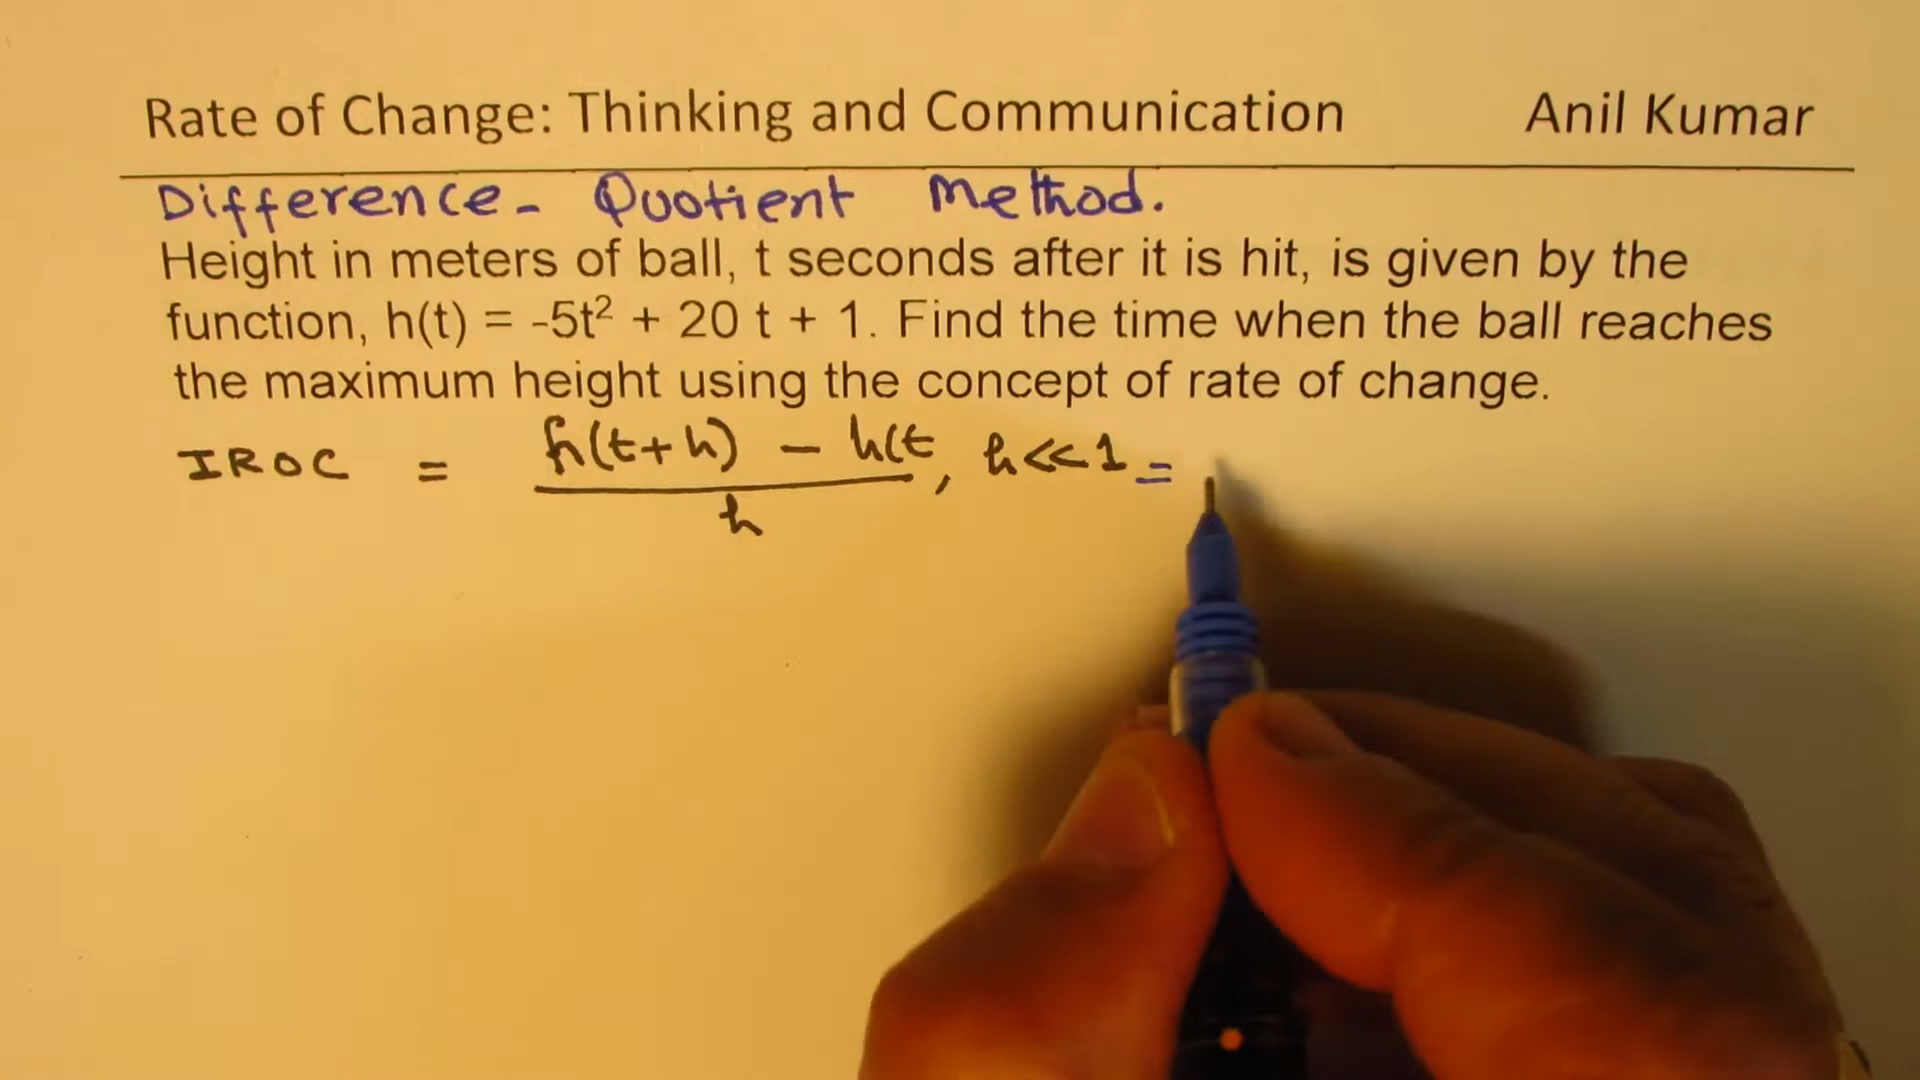 Rate of Change: Thinking and Communication Anil Kumar
Difference - Quotient Method.
Height in meters of ball, t seconds after it is hit, is given by the
function, h(t) = -5t² + 20 t + 1. Find the time when the ball reaches
the maximum height using the concept of rate of change.
IROC = h(t+h) - h(t , h<<1 =
h